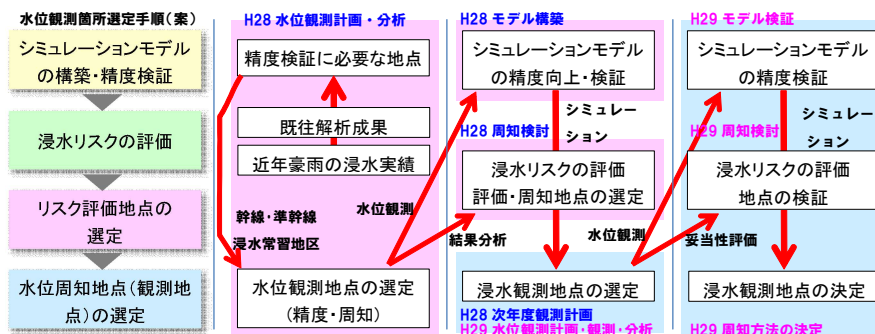 水位観測箇所選定手順(案)
シミュレーションモデル
の構築・精度検証
浸水リスクの評価
リスク評価地点の
選定
水位周知地点(観測地
点)の選定
H28 水位観測計画・分析
精度検証に必要な地点
既往解析成果
近年豪雨の浸水実績
幹線・準幹線
浸水常習地区
水位観測
水位観測地点の選定
(精度・周知)
H28 モデル構築
シミュレーションモデル
の精度向上・検証
シミュレー
ション
H28 周知検討
浸水リスクの評価
評価・周知地点の選定
結果分析
水位観測
浸水観測地点の選定
H28 次年度観測計画
H29 水位観測計画・観測・分析
H29 モデル検証
シミュレーションモデル
の精度検証
シミュレー
ション
H29 周知検討
浸水リスクの評価
地点の検証
妥当性評価
浸水観測地点の決定
H29 周知方法の決定